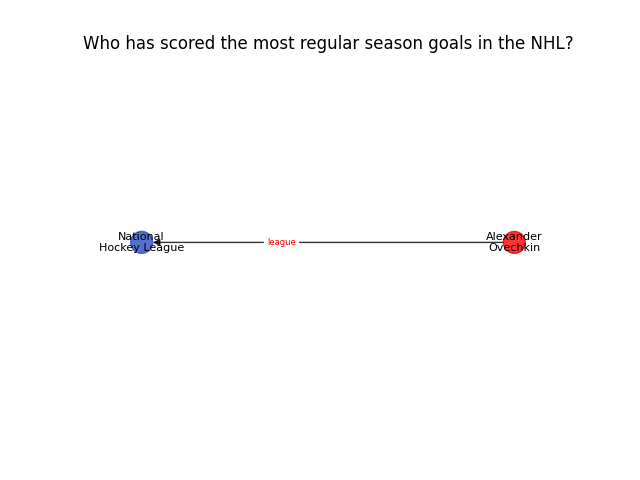 Who has scored the most regular season goals in the NHL?
National
Hockey League
league
Alexander
Ovechkin